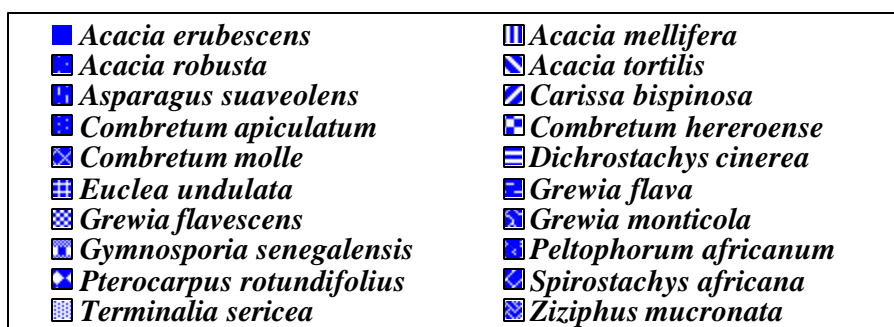 Acacia erubescens Acacia mellifera
Acacia robusta Acacia tortilis
Asparagus suaveolens Carissa bispinosa
Combretum apiculatum Combretum hereroense
Combretum molle Dichrostachys cinerea
Euclea undulata Grewia flava
Grewia flavescens Grewia monticola
Gymnosporia senegalensis Peltophorum africanum
Pterocarpus rotundifolius Spirostachys africana
Terminalia sericea Ziziphus mucronata